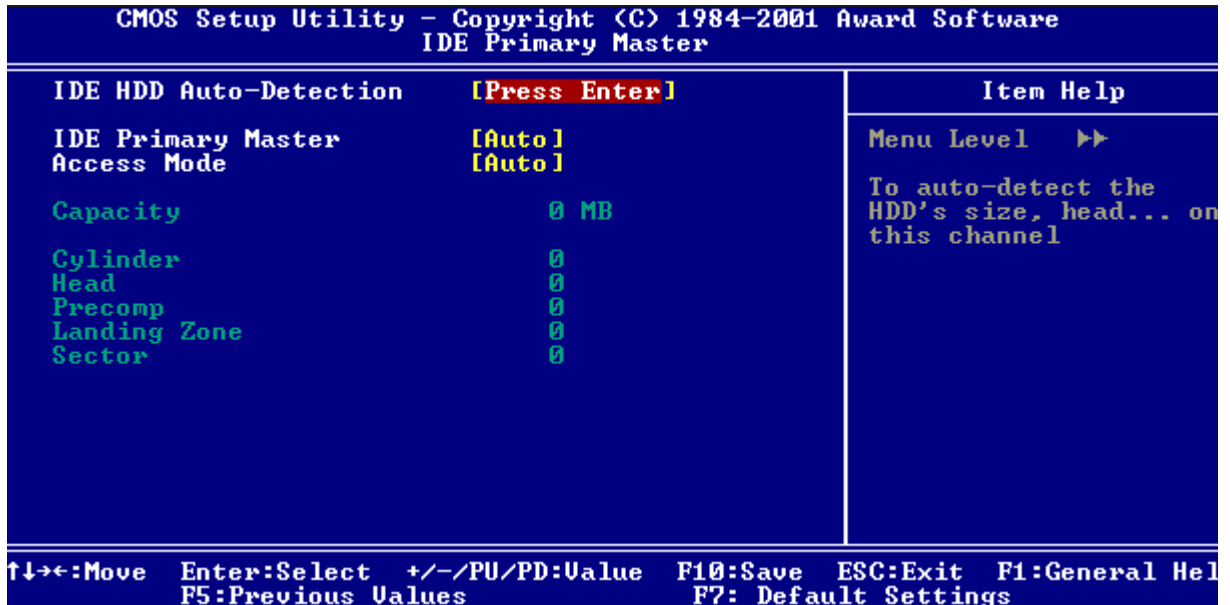 CMOS Setup Utility - Copyright (C) 1984-2001 Award Software
IDE Primary Master
IDE HDD Auto-Detection [Press Enter]
IDE Primary Master [Auto]
Access Mode [Auto]
Capacity 0 MB
Cylinder 0
Head 0
Precomp 0
Landing Zone 0
Sector 0
Item Help
Menu Level ►►
To auto-detect the
HDD's size, head... on
this channel
↑↓→←:Move Enter:Select +/-/PU/PD:Value F10:Save ESC:Exit F1:General Hel
F5:Previous Values F7: Default Settings